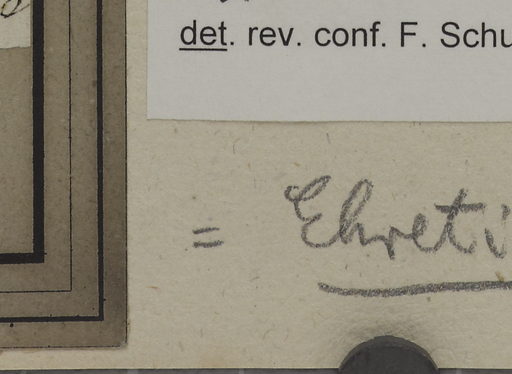 det. rev. conf. F. Schu
= Ehreti